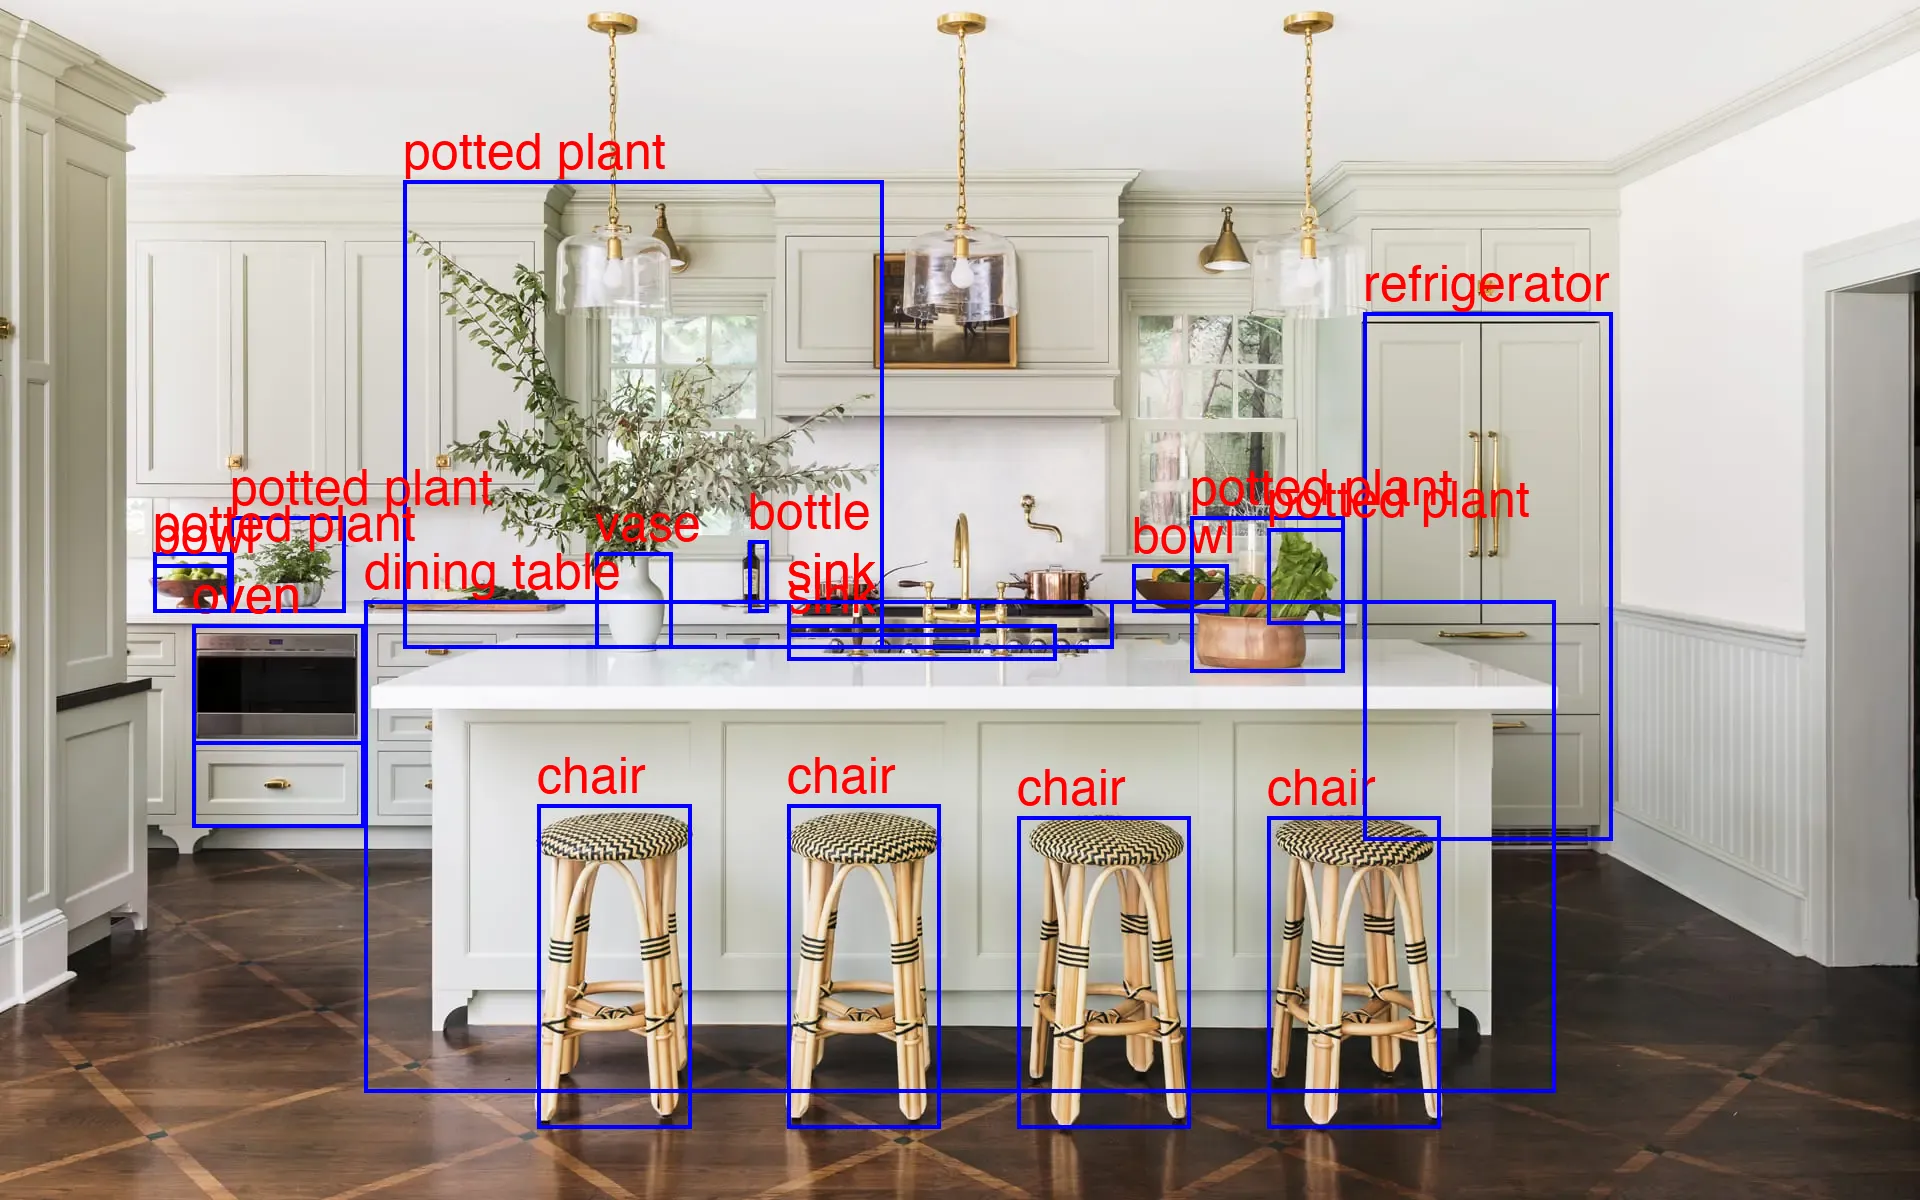 potted plant
refrigerator
potted plant
potted plant
potted plant
potted plant
bottle
vase
bowl
bowl
dining table
sink
sink
oven
chair
chair
chair
chair